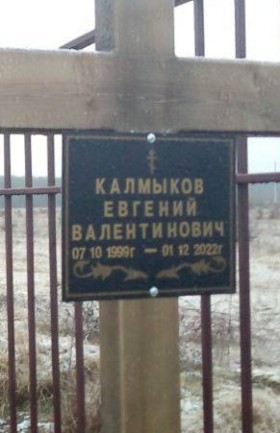 КАЛМЫКОВ
ЕВГЕНИЙ
ВАЛЕНТИНОВИЧ
07 10 1999г — 01 12 2022г